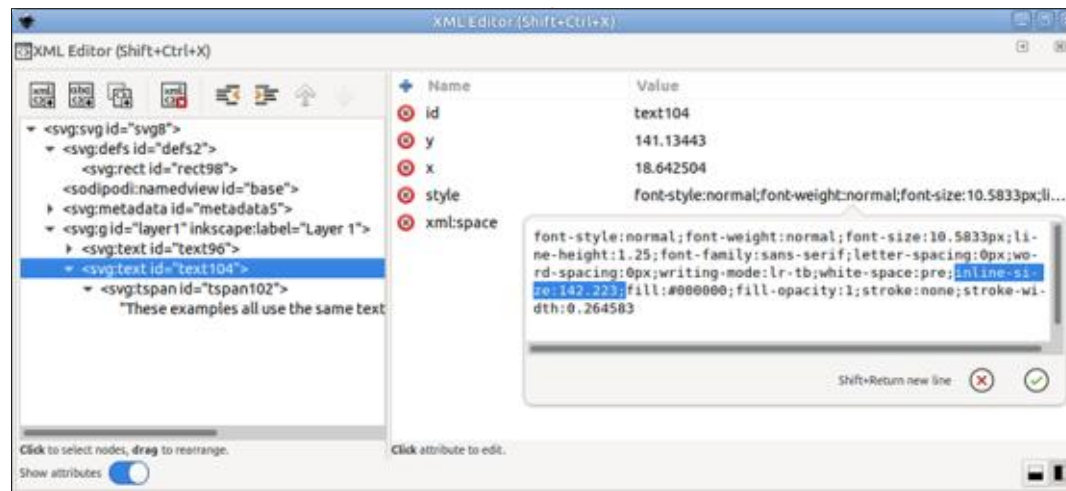 XML Editor (Shift+Ctrl+X)
XML Editor (Shift+Ctrl+X)
Name Value
id text104
y 141.13443
x 18.642504
style font-style:normal;font-weight:normal;font-size:10.5833px;li...
xml:space
<svg:svg id="svg8">
<svg:defs id="defs2">
<svg:rect id="rect98">
<sodipodi:namedview id="base">
<svg:metadata id="metadata5">
<svg:g id="layer1" inkscape:label="Layer 1">
<svg:text id="text96">
<svg:text id="text104">
<svg:tspan id="tspan102">
"These examples all use the same text
font-style:normal;font-weight:normal;font-size:10.5833px;li-
ne-height:1.25;font-family:sans-serif;letter-spacing:0px;wo-
rd-spacing:0px;writing-mode:lr-tb;white-space:pre;inline-si-
ze:142.223;fill:#000000;fill-opacity:1;stroke:none;stroke-wi-
dth:0.264583
Shift+Return new line
Click to select nodes, drag to rearrange.
Click attribute to edit.
Show attributes